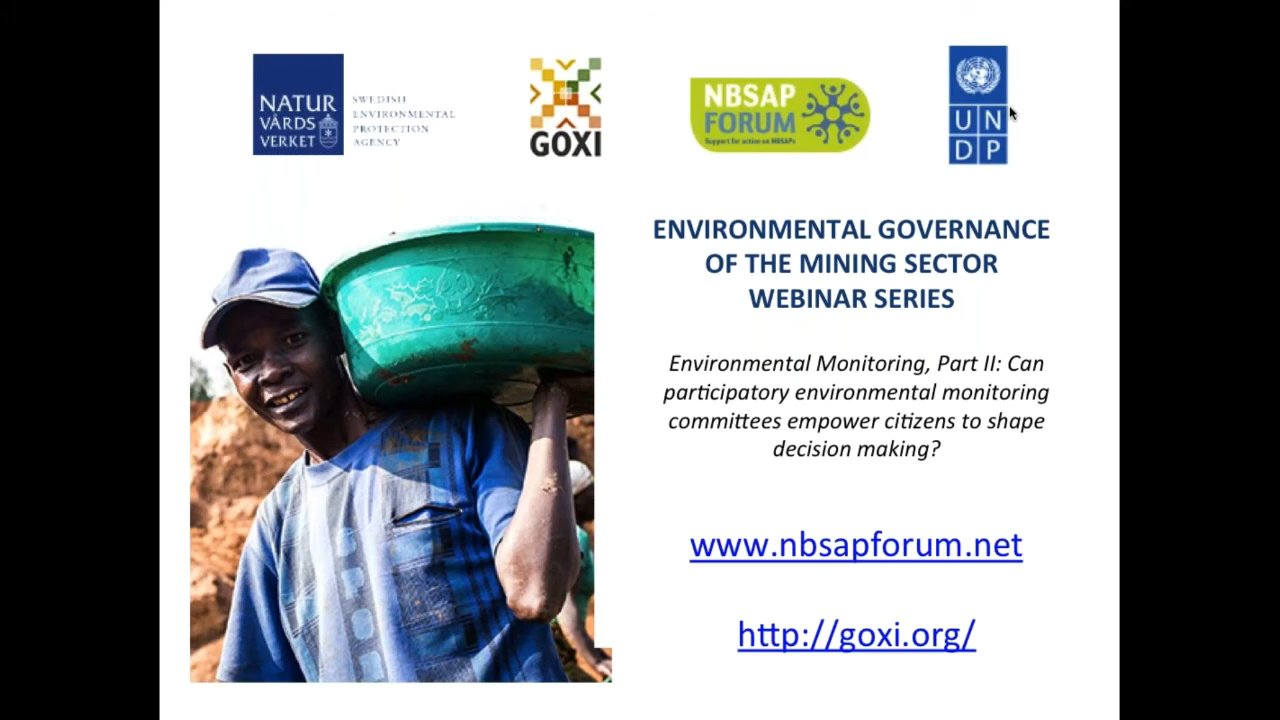 NATUR
VÅRDS
VERKET
SWEDISH
ENVIRONMENTAL
PROTECTION
AGENCY
GOXI
NBSAP
FORUM
Support for action on NBSAPs
UN
DP
ENVIRONMENTAL GOVERNANCE
OF THE MINING SECTOR
WEBINAR SERIES
Environmental Monitoring, Part II: Can
participatory environmental monitoring
committees empower citizens to shape
decision making?
www.nbsapforum.net
http://goxi.org/